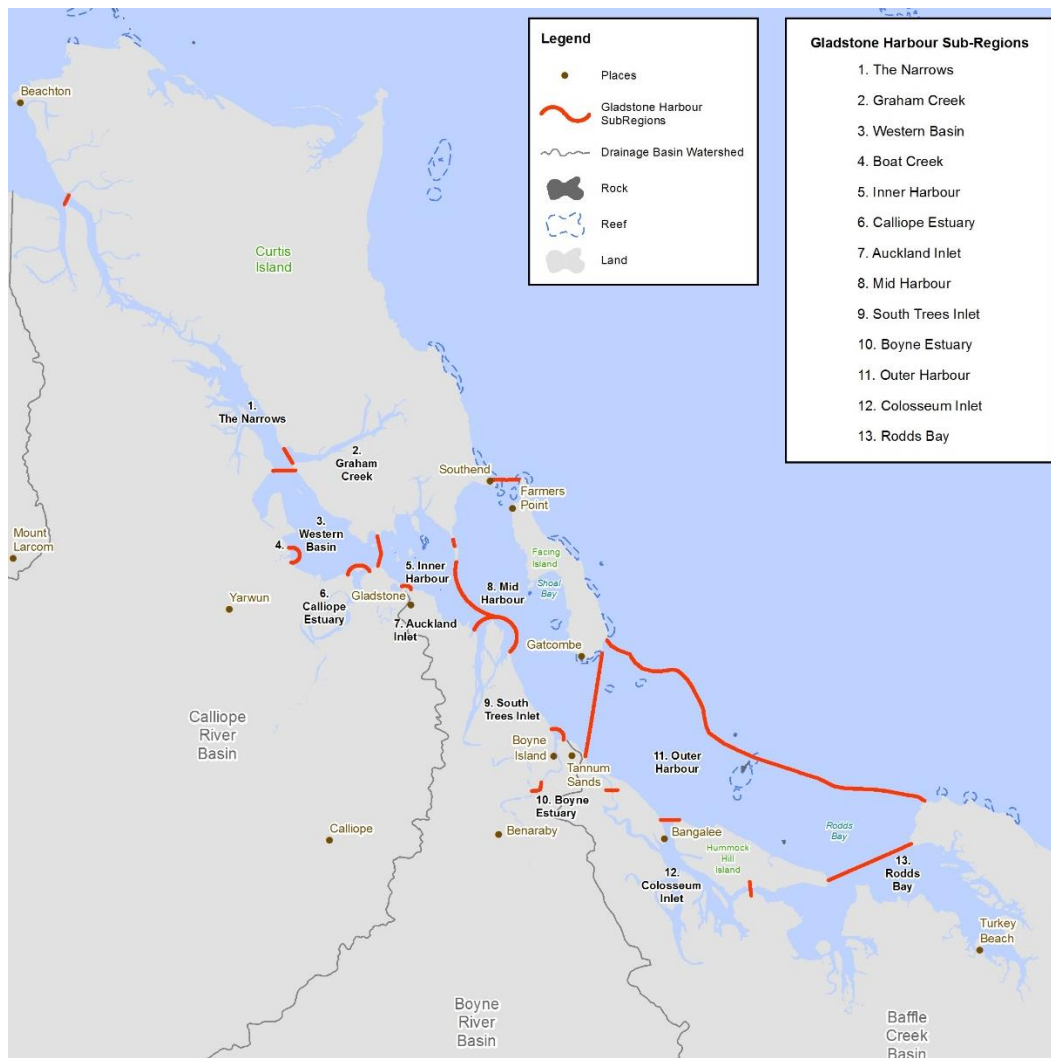 Legend
Places
Gladstone Harbour
SubRegions
Drainage Basin Watershed
Rock
Reef
Land
Gladstone Harbour Sub-Regions
1. The Narrows
2. Graham Creek
3. Western Basin
4. Boat Creek
5. Inner Harbour
6. Calliope Estuary
7. Auckland Inlet
8. Mid Harbour
9. South Trees Inlet
10. Boyne Estuary
11. Outer Harbour
12. Colosseum Inlet
13. Rodds Bay
Beachton
Curtis
Island
1.
The Narrows
2.
Graham
Creek
Southend
Farmers
Point
Mount
Larcom
3.
Western
Basin
4.
5. Inner
Harbour
Facing
Island
Shoal
Bay
8. Mid
Harbour
Yarwun
6.
Calliope
Estuary
Gladstone
7. Auckland
Inlet
Gatcombe
9. South
Trees Inlet
Calliope
River
Basin
Boyne
Island
Tannum
Sands
11. Outer
Harbour
10. Boyne
Estuary
Calliope
Benaraby
Bangalee
Rodds
Bay
Hummock
Hill
Island
12.
Colosseum
Inlet
13.
Rodds
Bay
Turkey
Beach
Boyne
River
Basin
Baffle
Creek
Basin